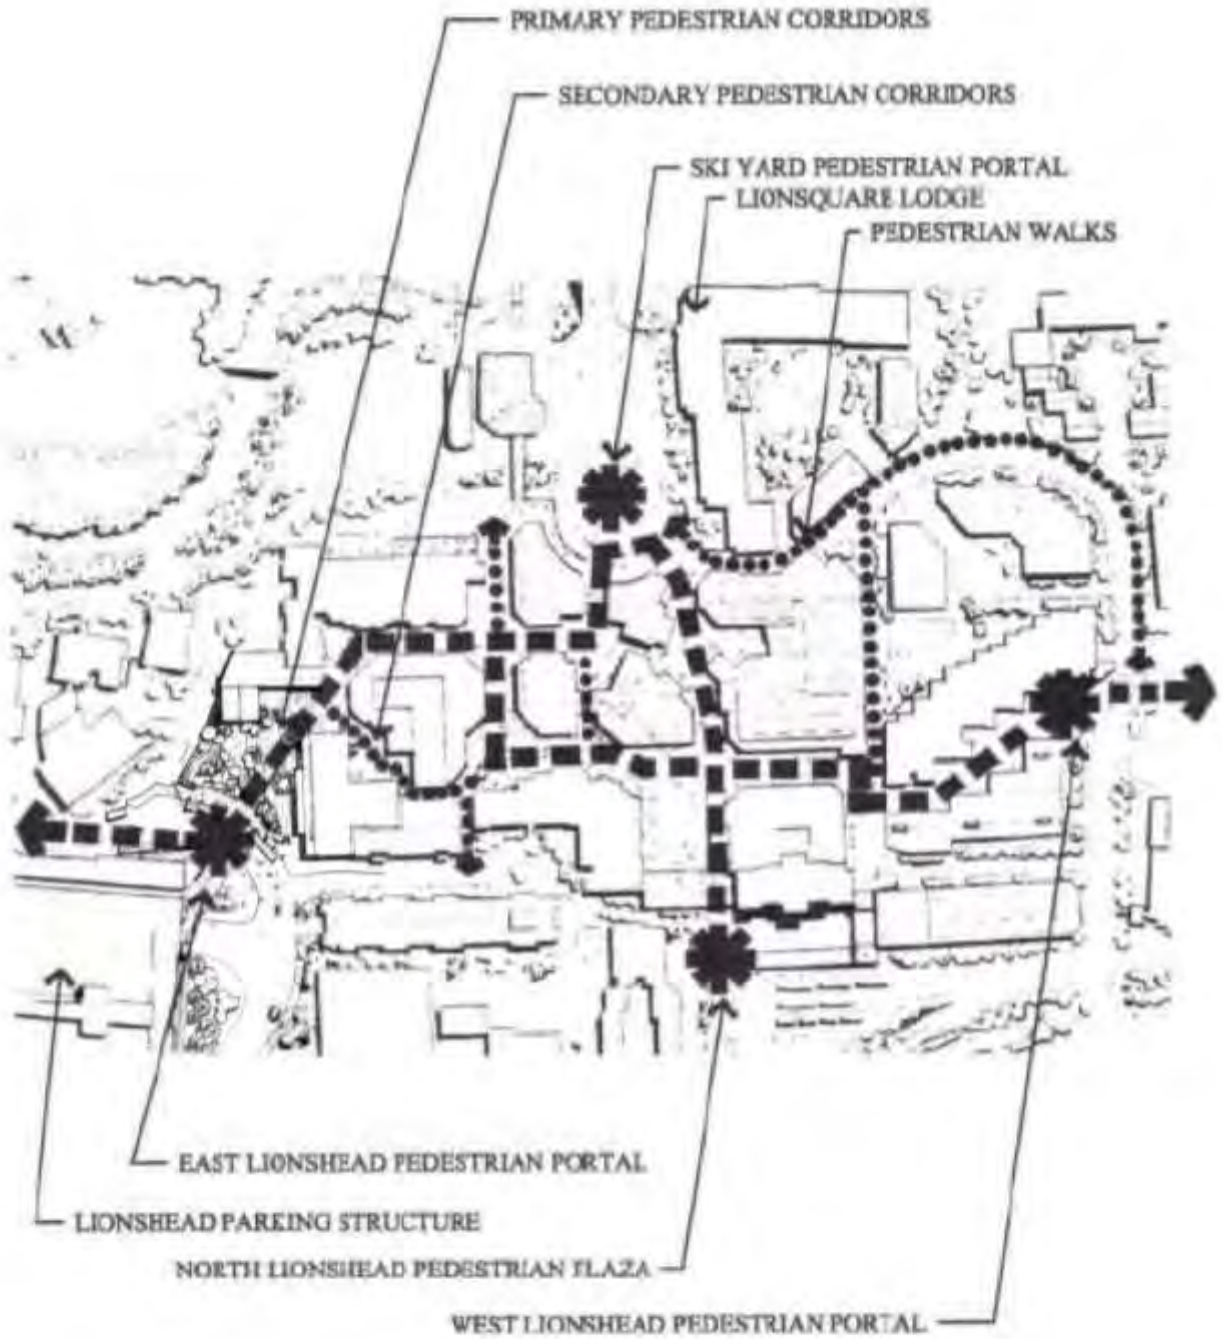 PRIMARY PEDESTRIAN CORRIDORS
SECONDARY PEDESTRIAN CORRIDORS
SKI YARD PEDESTRIAN PORTAL
LIONSQUARE LODGE
PEDESTRIAN WALKS
EAST LIONSHEAD PEDESTRIAN PORTAL
LIONSHEAD PARKING STRUCTURE
NORTH LIONSHEAD PEDESTRIAN PLAZA
WEST LIONSHEAD PEDESTRIAN PORTAL